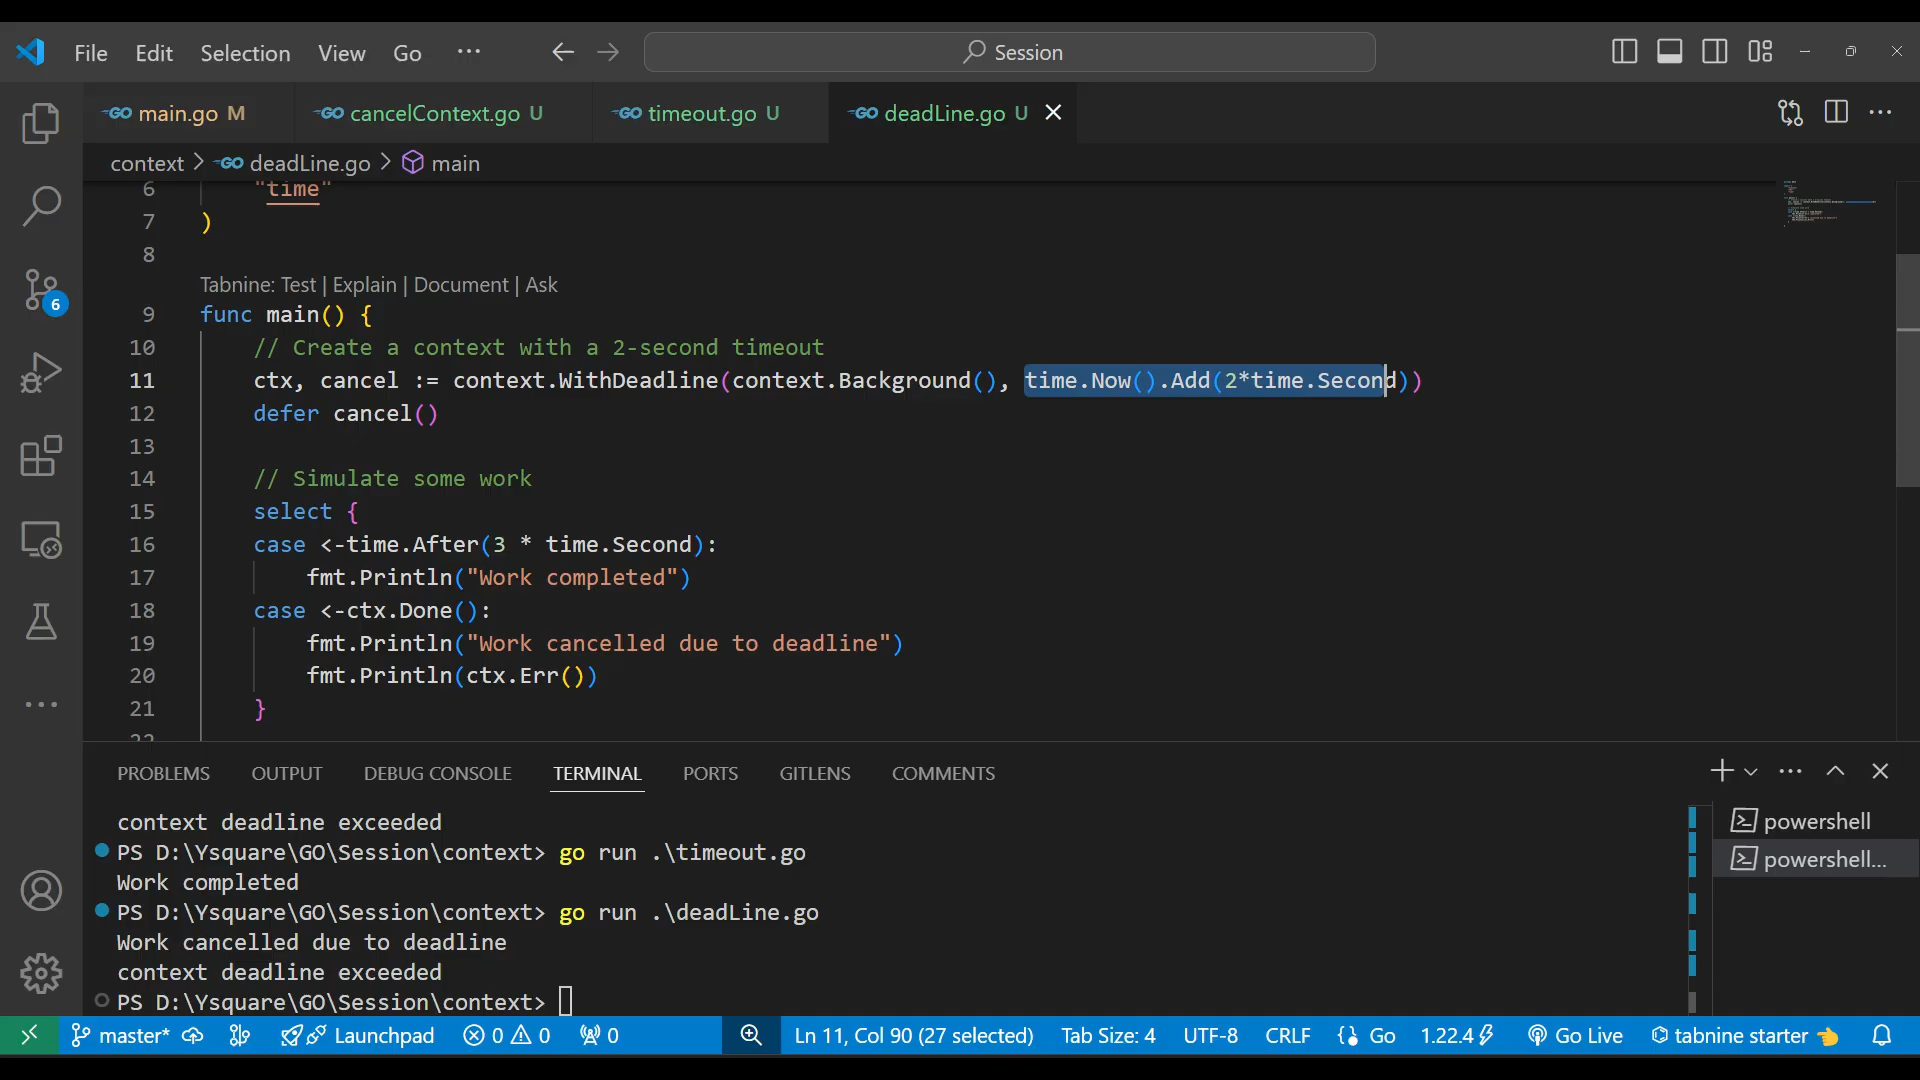 File Edit Selection View Go ··· Session
GO main.go M GO cancelContext.go U GO timeout.go U GO deadLine.go U
context > GO deadLine.go > main
6 "time"
7 )
8
Tabnine: Test | Explain | Document | Ask
9 func main() {
10 // Create a context with a 2-second timeout
11 ctx, cancel := context.WithDeadline(context.Background(), time.Now().Add(2*time.Second))
12 defer cancel()
13
14 // Simulate some work
15 select {
16 case <-time.After(3 * time.Second):
17 fmt.Println("Work completed")
18 case <-ctx.Done():
19 fmt.Println("Work cancelled due to deadline")
20 fmt.Println(ctx.Err())
21 }
22
6
PROBLEMS OUTPUT DEBUG CONSOLE TERMINAL PORTS GITLENS COMMENTS
context deadline exceeded
PS D:\Ysquare\GO\Session\context> go run .\timeout.go
Work completed
PS D:\Ysquare\GO\Session\context> go run .\deadLine.go
Work cancelled due to deadline
context deadline exceeded
PS D:\Ysquare\GO\Session\context>
powershell
powershell...
master* Launchpad 0 0 0 Ln 11, Col 90 (27 selected) Tab Size: 4 UTF-8 CRLF {} Go 1.22.4 Go Live tabnine starter